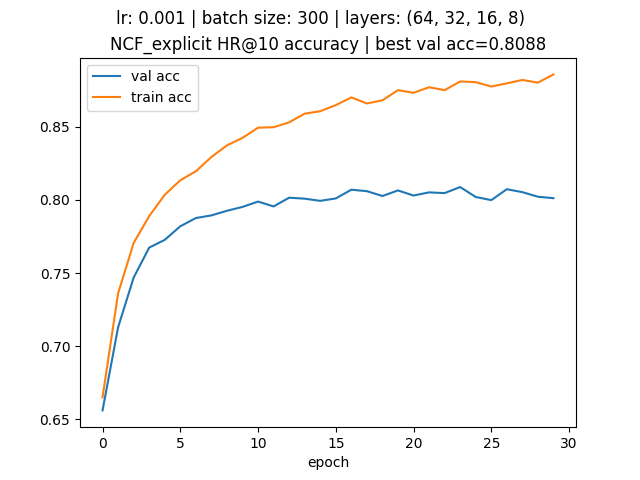 lr: 0.001 | batch size: 300 | layers: (64, 32, 16, 8)
NCF_explicit HR@10 accuracy | best val acc=0.8088
val acc
train acc
0.85
0.80
0.75
0.70
0.65
0 5 10 15 20 25 30
epoch